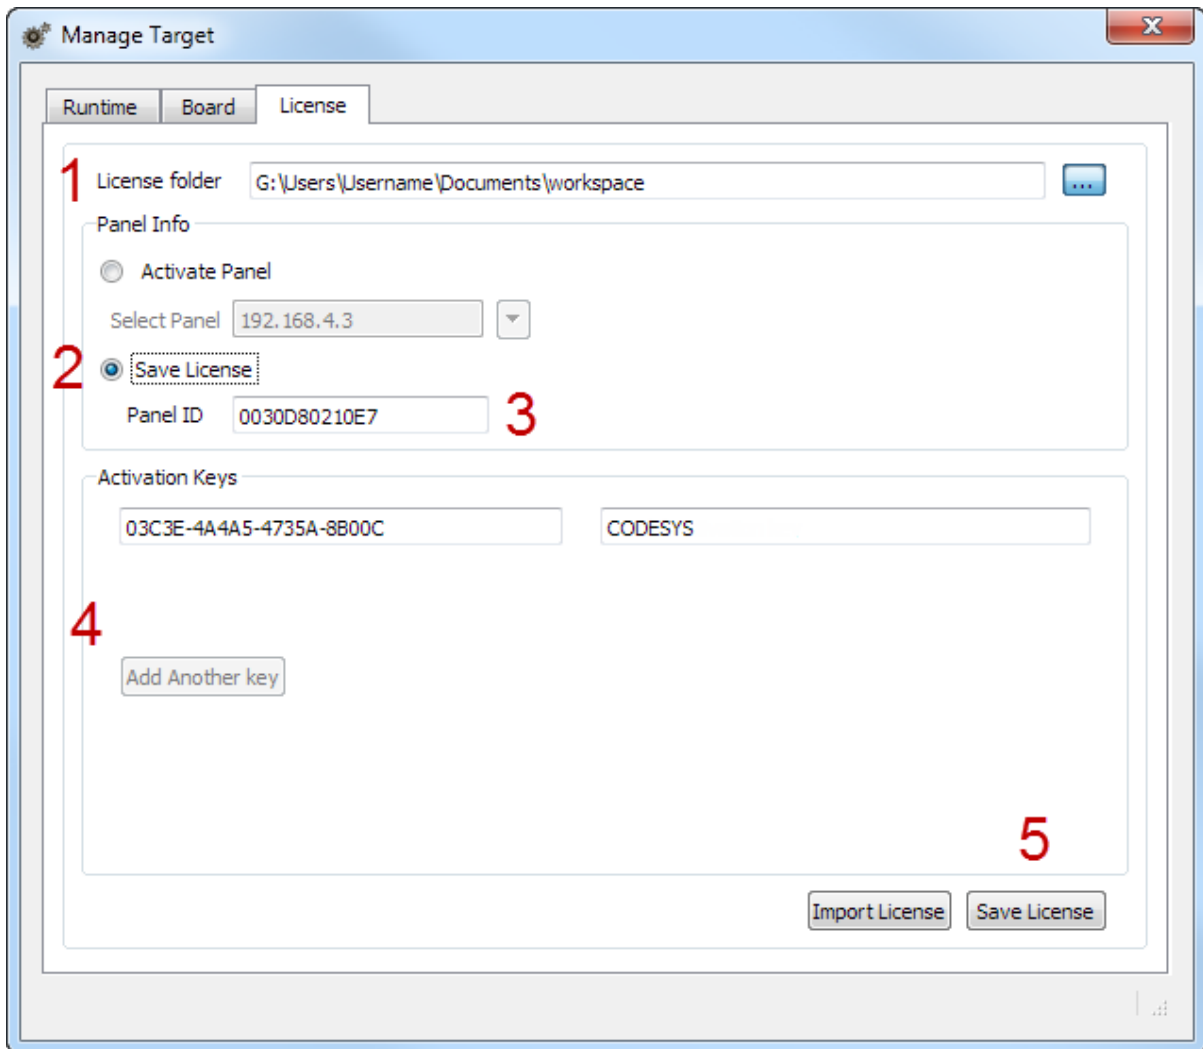 Manage Target
x
Runtime Board License
1 License folder G:\Users\Username\Documents\workspace ...
Panel Info
Activate Panel
Select Panel 192.168.4.3
2 Save License
Panel ID 0030D80210E7 3
Activation Keys
03C3E-4A4A5-4735A-8B00C CODESYS
4
Add Another key
5
Import License Save License